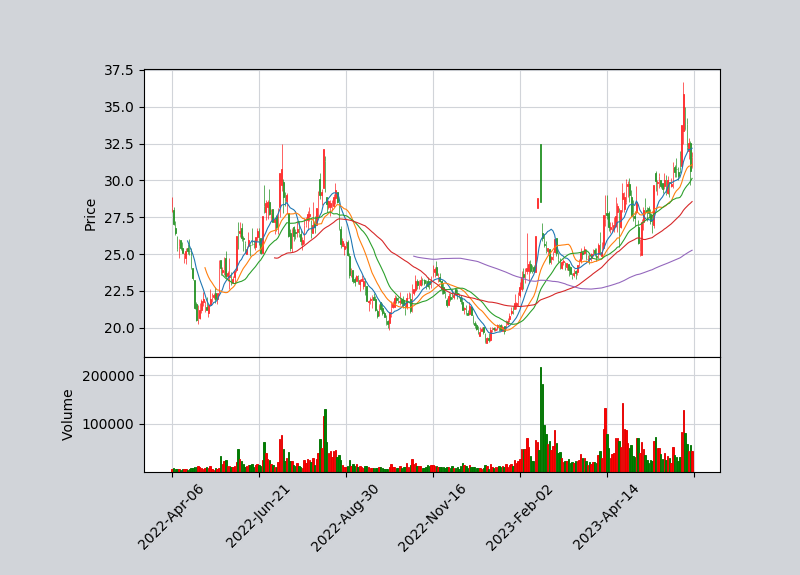 37.5
35.0
32.5
30.0
27.5
25.0
22.5
20.0
Price
200000
100000
Volume
2022-Apr-06
2022-Jun-21
2022-Aug-30
2022-Nov-16
2023-Feb-02
2023-Apr-14